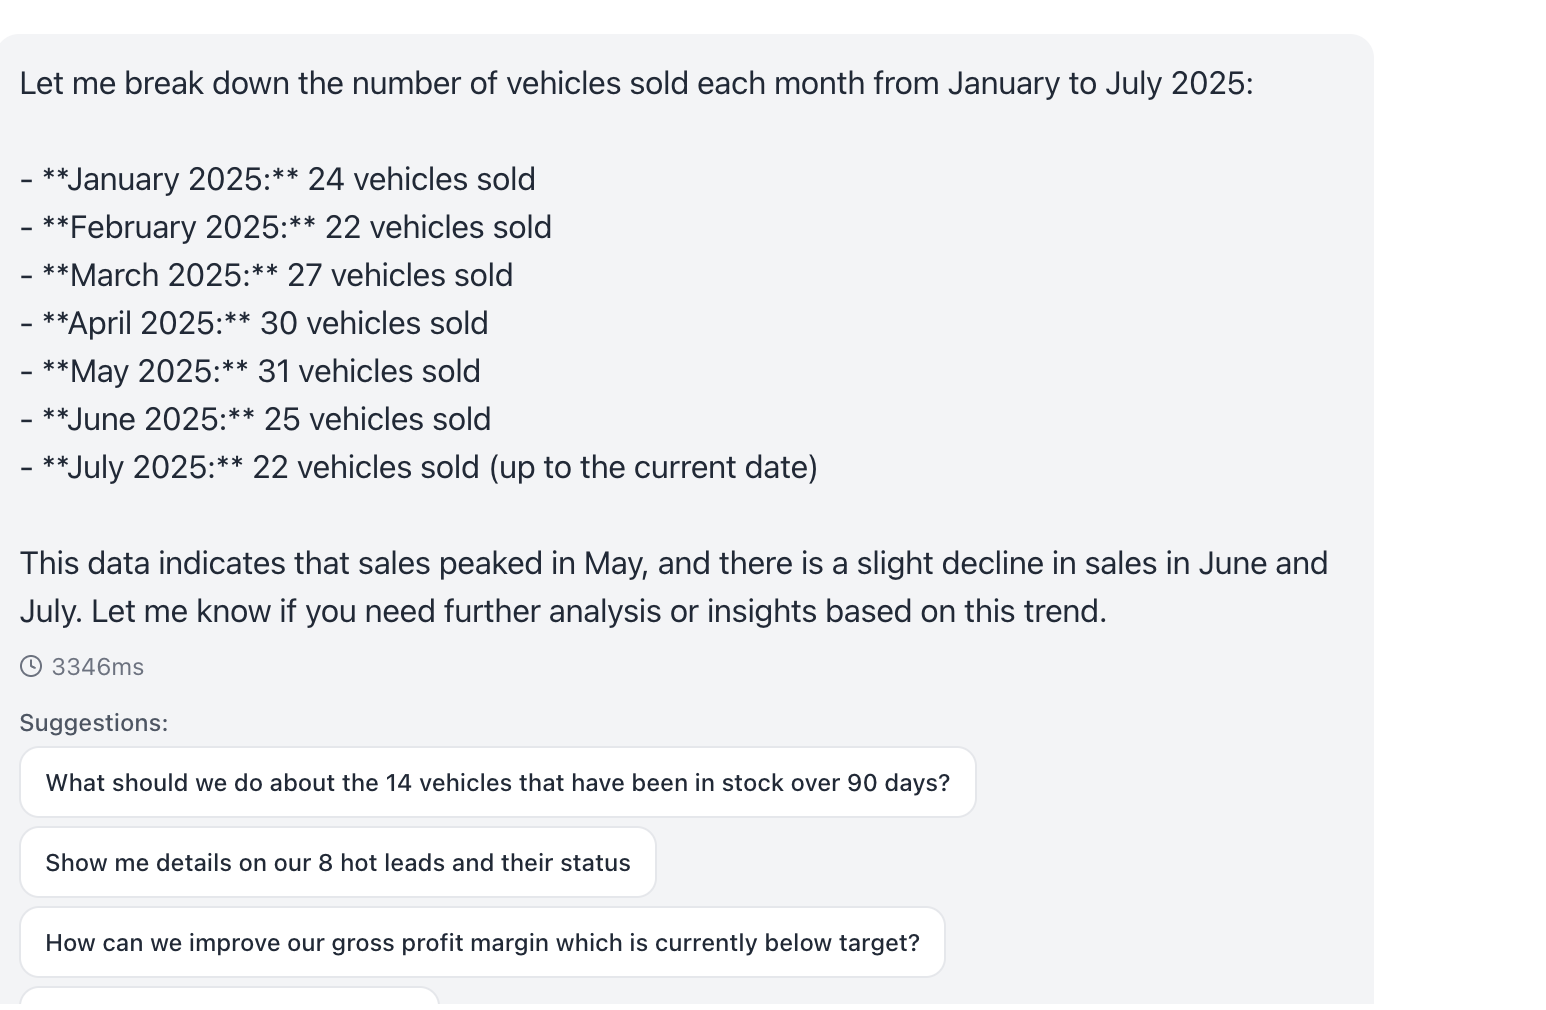 Let me break down the number of vehicles sold each month from January to July 2025:
- **January 2025:** 24 vehicles sold
- **February 2025:** 22 vehicles sold
- **March 2025:** 27 vehicles sold
- **April 2025:** 30 vehicles sold
- **May 2025:** 31 vehicles sold
- **June 2025:** 25 vehicles sold
- **July 2025:** 22 vehicles sold (up to the current date)
This data indicates that sales peaked in May, and there is a slight decline in sales in June and
July. Let me know if you need further analysis or insights based on this trend.
3346ms
Suggestions:
What should we do about the 14 vehicles that have been in stock over 90 days?
Show me details on our 8 hot leads and their status
How can we improve our gross profit margin which is currently below target?